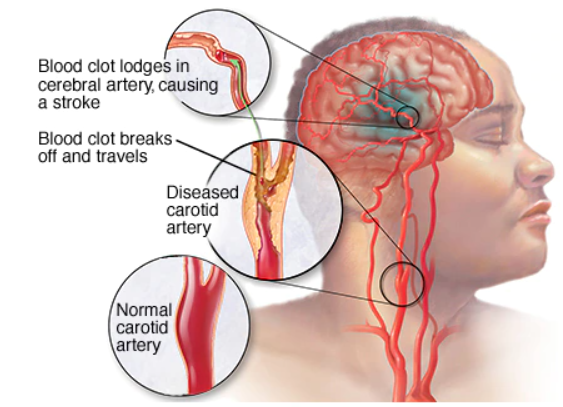 Blood clot lodges in
cerebral artery, causing
a stroke
Blood clot breaks
off and travels
Diseased
carotid
artery
Normal
carotid
artery